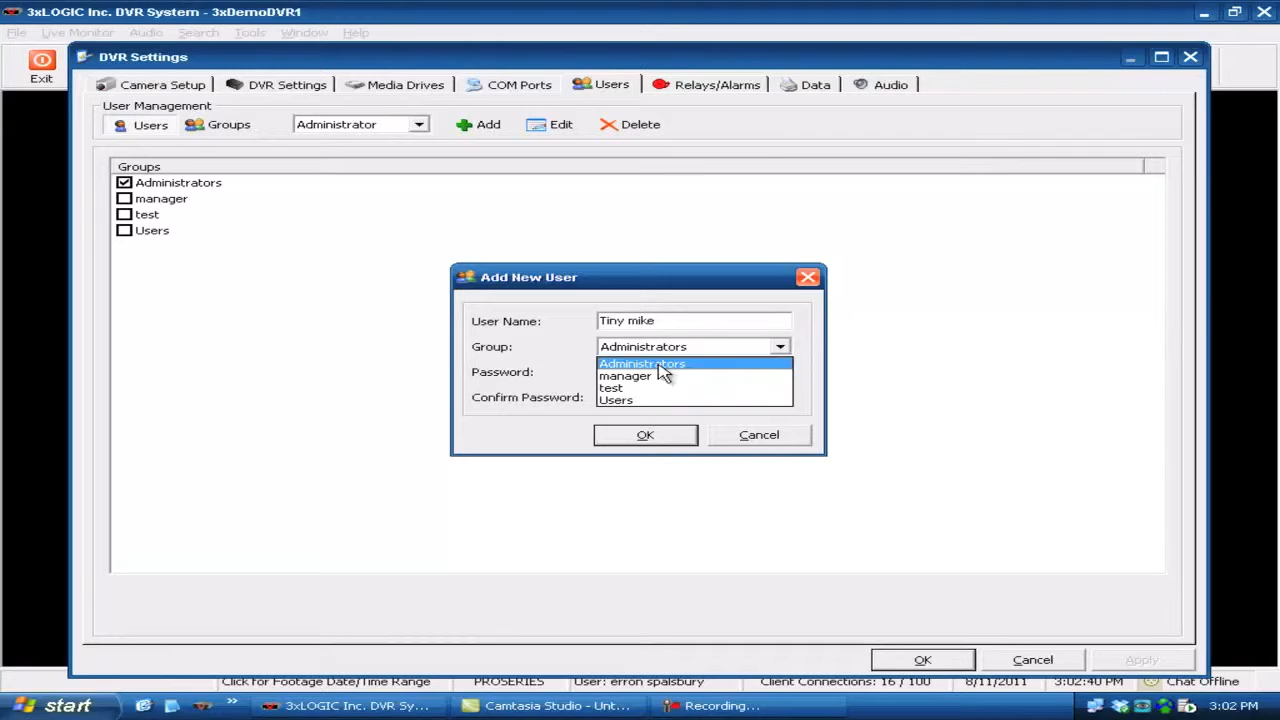 3xLOGIC Inc. DVR System - 3xDemoDVR1
File Live Monitor Audio Search Tools Window Help
Exit
DVR Settings
Camera Setup DVR Settings Media Drives COM Ports Users Relays/Alarms Data Audio
User Management
Users Groups Administrator Add Edit Delete
Groups
Administrators
manager
test
Users
Add New User
User Name: Tiny mike
Group: Administrators
Administrators
Password:
manager
test
Confirm Password:
Users
OK Cancel
OK Cancel Apply
Click for Footage Date/Time Range PROSERIES User: erron spalsbury Client Connections: 16 / 100 8/11/2011 3:02:40 PM Chat Offline
start 3xLOGIC Inc. DVR Sy... Camtasia Studio - Unt... Recording... 3:02 PM